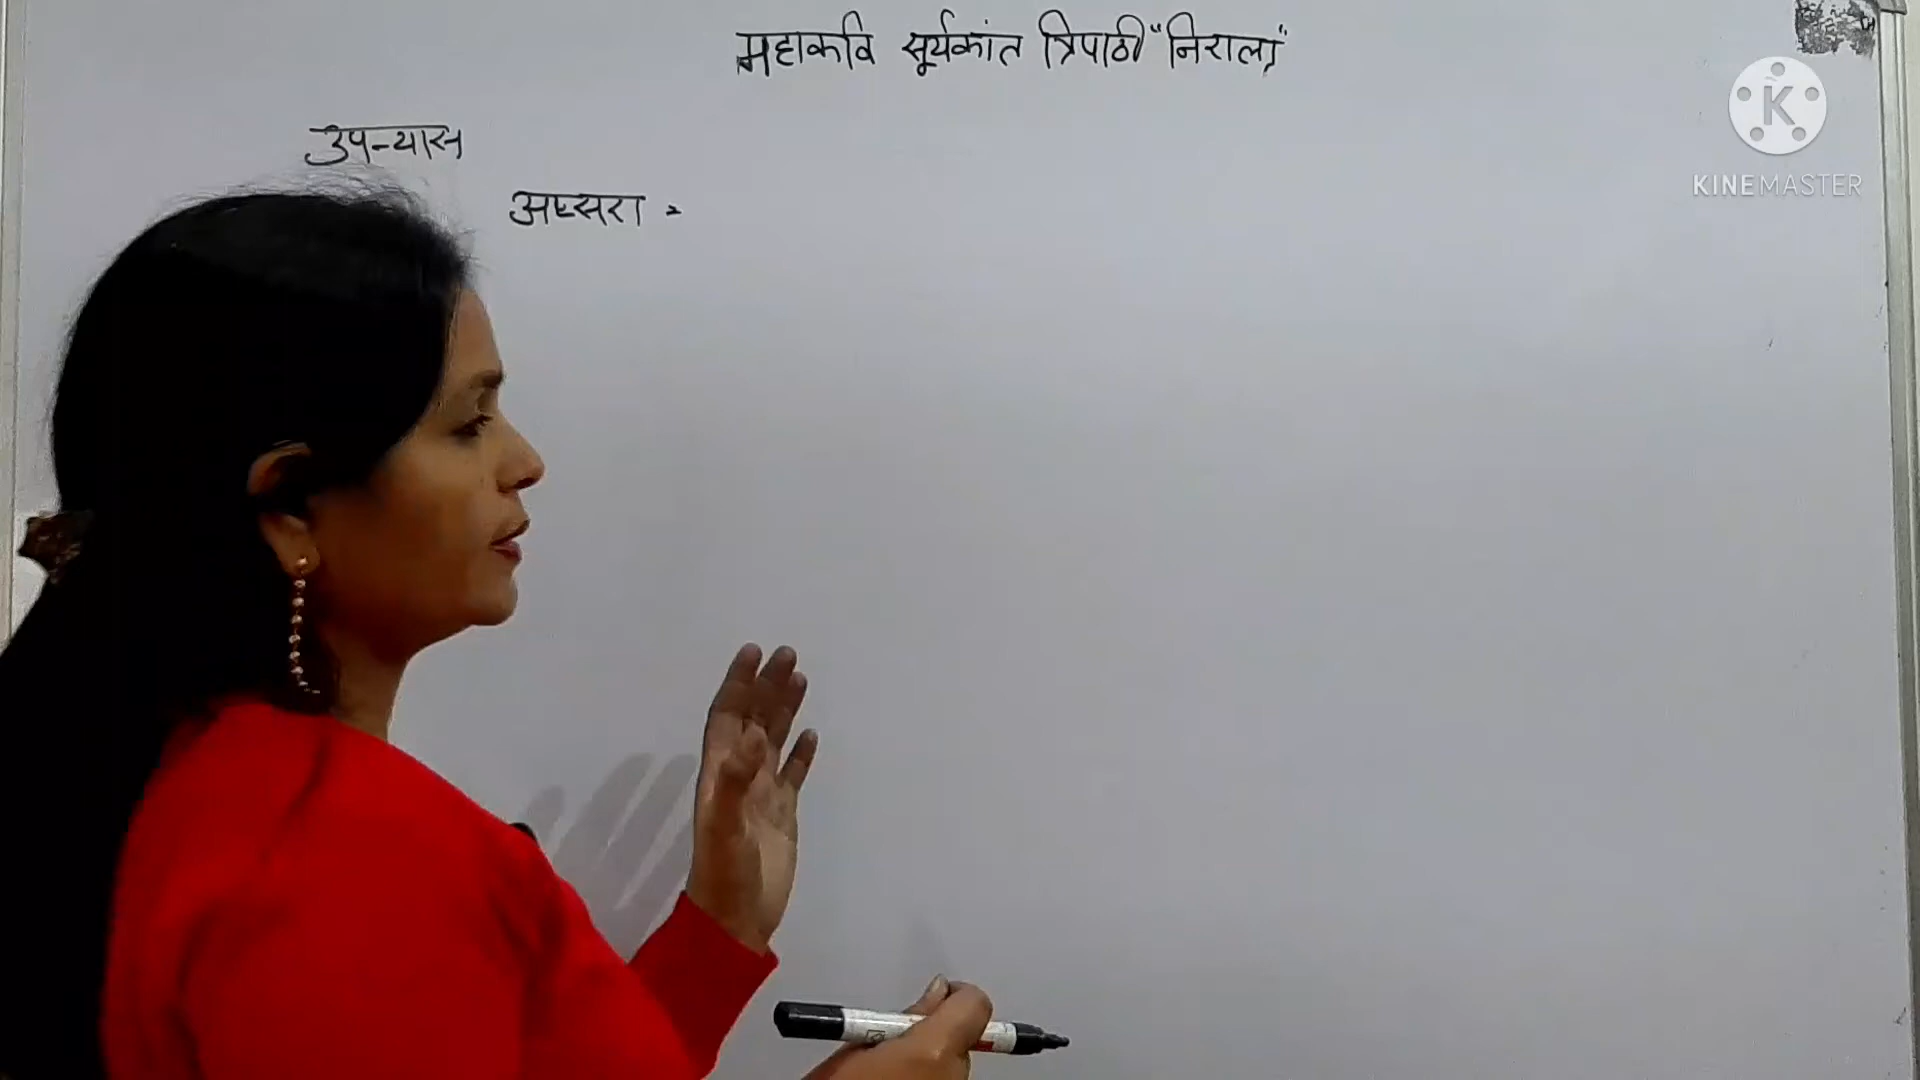 महाकवि सूर्यकांत त्रिपाठी "निराला"
उपन्यास
अप्सरा -
KINEMASTER